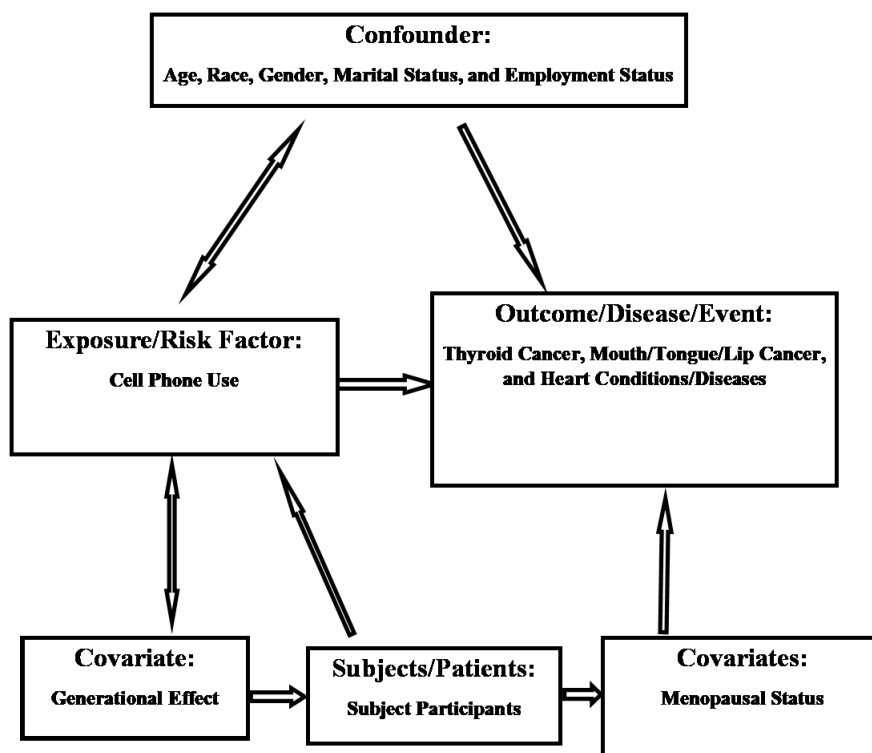 Confounder:
Age, Race, Gender, Marital Status, and Employment Status
Exposure/Risk Factor:
Cell Phone Use
Outcome/Disease/Event:
Thyroid Cancer, Mouth/Tongue/Lip Cancer,
and Heart Conditions/Diseases
Covariate:
Generational Effect
Subjects/Patients:
Subject Participants
Covariates:
Menopausal Status